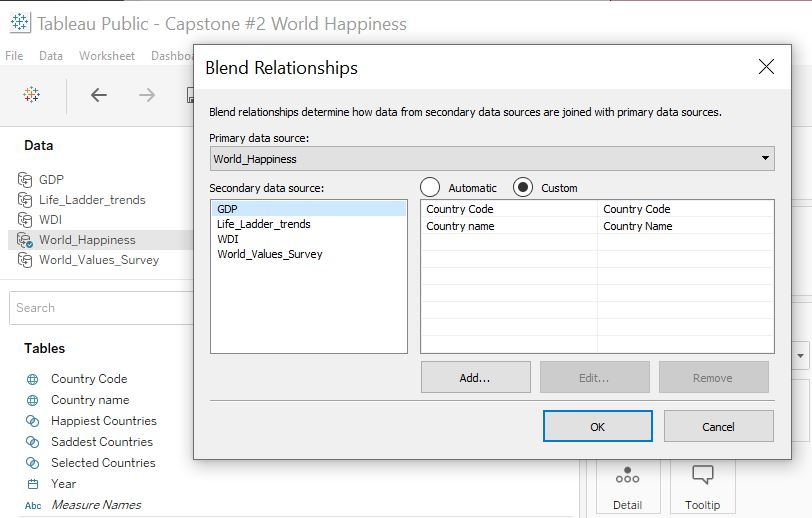 Tableau Public - Capstone #2 World Happiness
File Data Worksheet Dashboa
Blend Relationships
Blend relationships determine how data from secondary data sources are joined with primary data sources.
Primary data source:
World_Happiness
Secondary data source:
Automatic Custom
GDP
Life_Ladder_trends
WDI
World_Values_Survey
Country Code Country Code
Country name Country Name
Add... Edit... Remove
OK Cancel
Data
GDP
Life_Ladder_trends
WDI
World_Happiness
World_Values_Survey
Search
Tables
Country Code
Country name
Happiest Countries
Saddest Countries
Selected Countries
Year
Abc Measure Names
Detail Tooltip